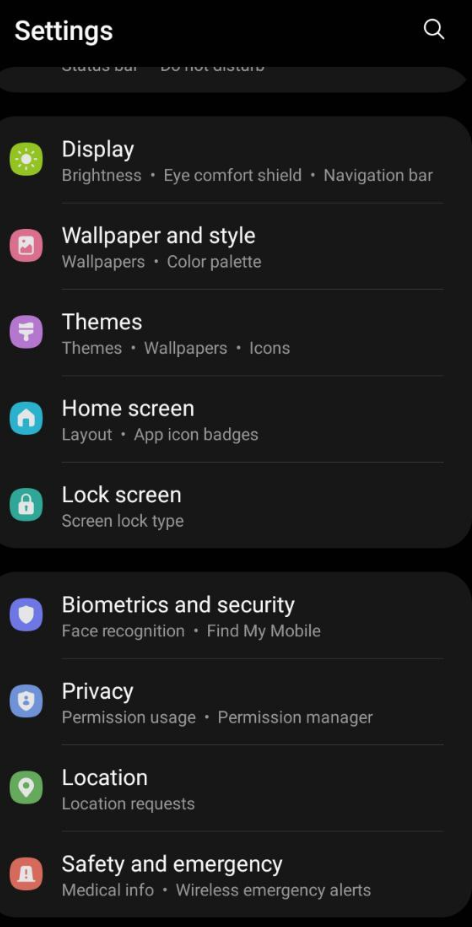 Settings
Status bar • Do not disturb
Display
Brightness • Eye comfort shield • Navigation bar
Wallpaper and style
Wallpapers • Color palette
Themes
Themes • Wallpapers • Icons
Home screen
Layout • App icon badges
Lock screen
Screen lock type
Biometrics and security
Face recognition • Find My Mobile
Privacy
Permission usage • Permission manager
Location
Location requests
Safety and emergency
Medical info • Wireless emergency alerts